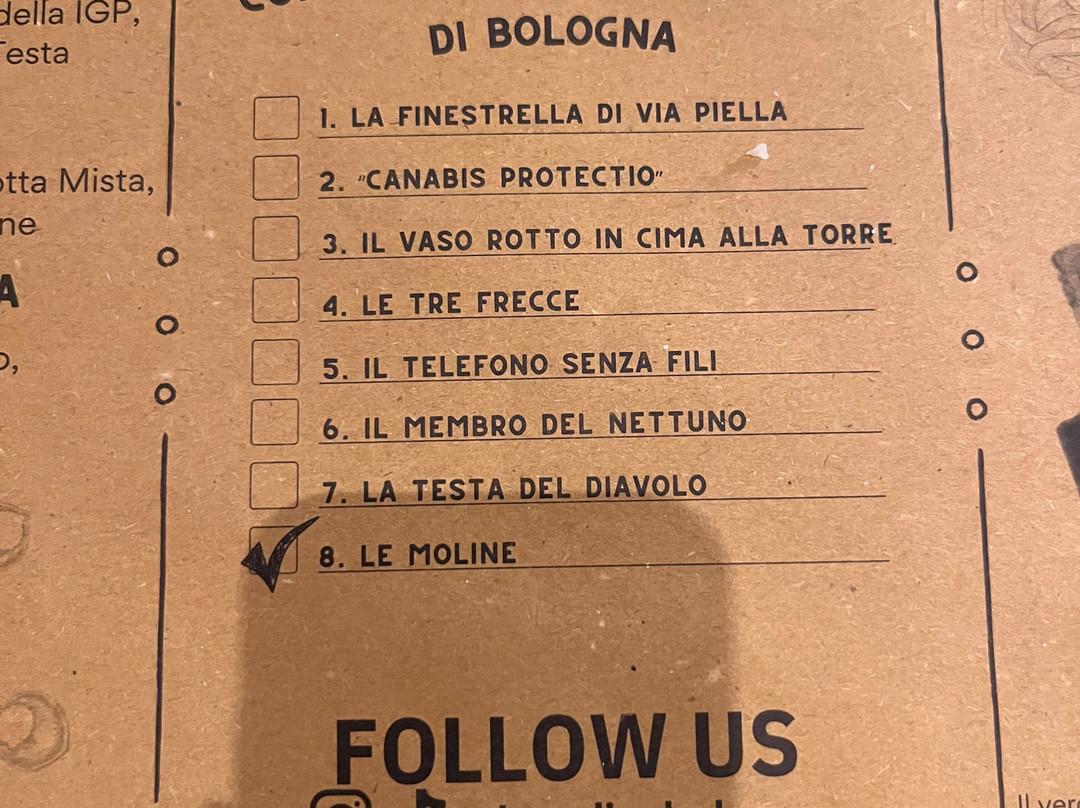 della IGP,
Testa
otta Mista,
ne
DI BOLOGNA
1. LA FINESTRELLA DI VIA PIELLA
2. "CANABIS PROTECTIO"
3. IL VASO ROTTO IN CIMA ALLA TORRE
4. LE TRE FRECCE
5. IL TELEFONO SENZA FILI
6. IL MEMBRO DEL NETTUNO
7. LA TESTA DEL DIAVOLO
8. LE MOLINE
FOLLOW US